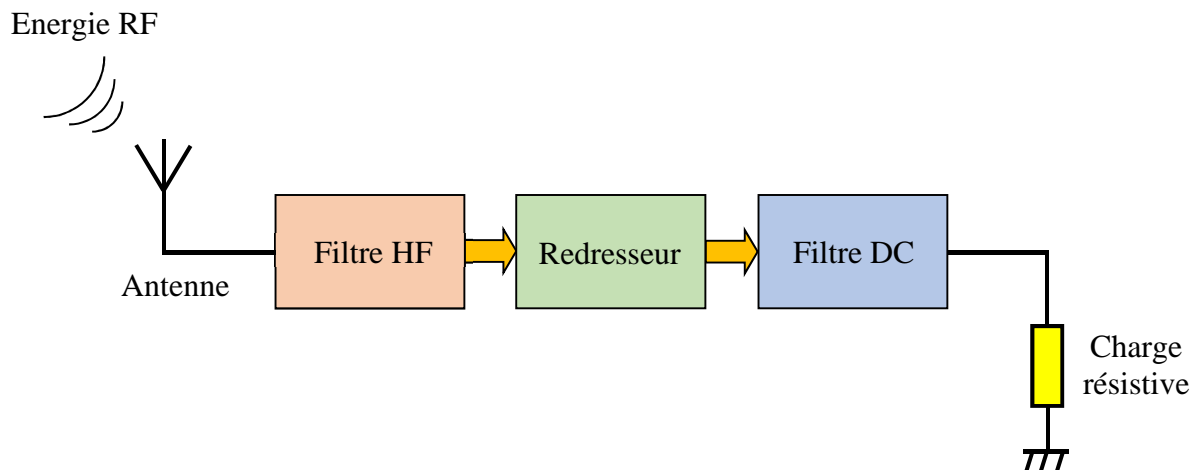 Energie RF
Antenne
Filtre HF
Redresseur
Filtre DC
Charge
résistive